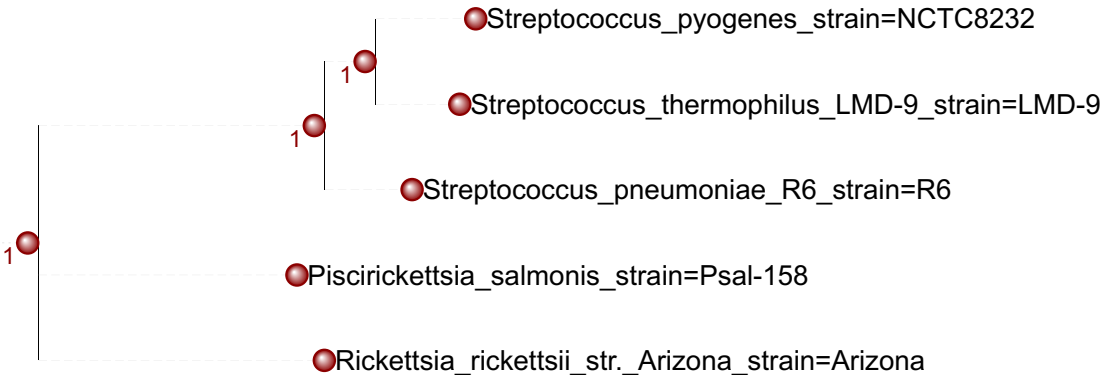 Streptococcus_pyogenes_strain=NCTC8232
1
Streptococcus_thermophilus_LMD-9_strain=LMD-9
1
Streptococcus_pneumoniae_R6_strain=R6
1
Piscirickettsia_salmonis_strain=Psal-158
Rickettsia_rickettsii_str._Arizona_strain=Arizona